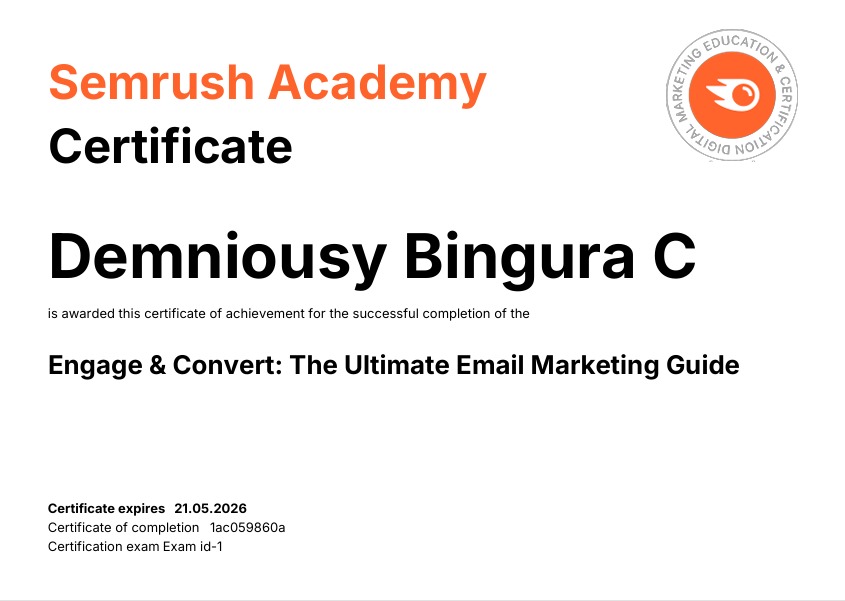 Semrush Academy
Certificate
MARKETING EDUCATION & CERTIFICATION DIGITAL
Demniousy Bingura C
is awarded this certificate of achievement for the successful completion of the
Engage & Convert: The Ultimate Email Marketing Guide
Certificate expires 21.05.2026
Certificate of completion 1ac059860a
Certification exam Exam id-1